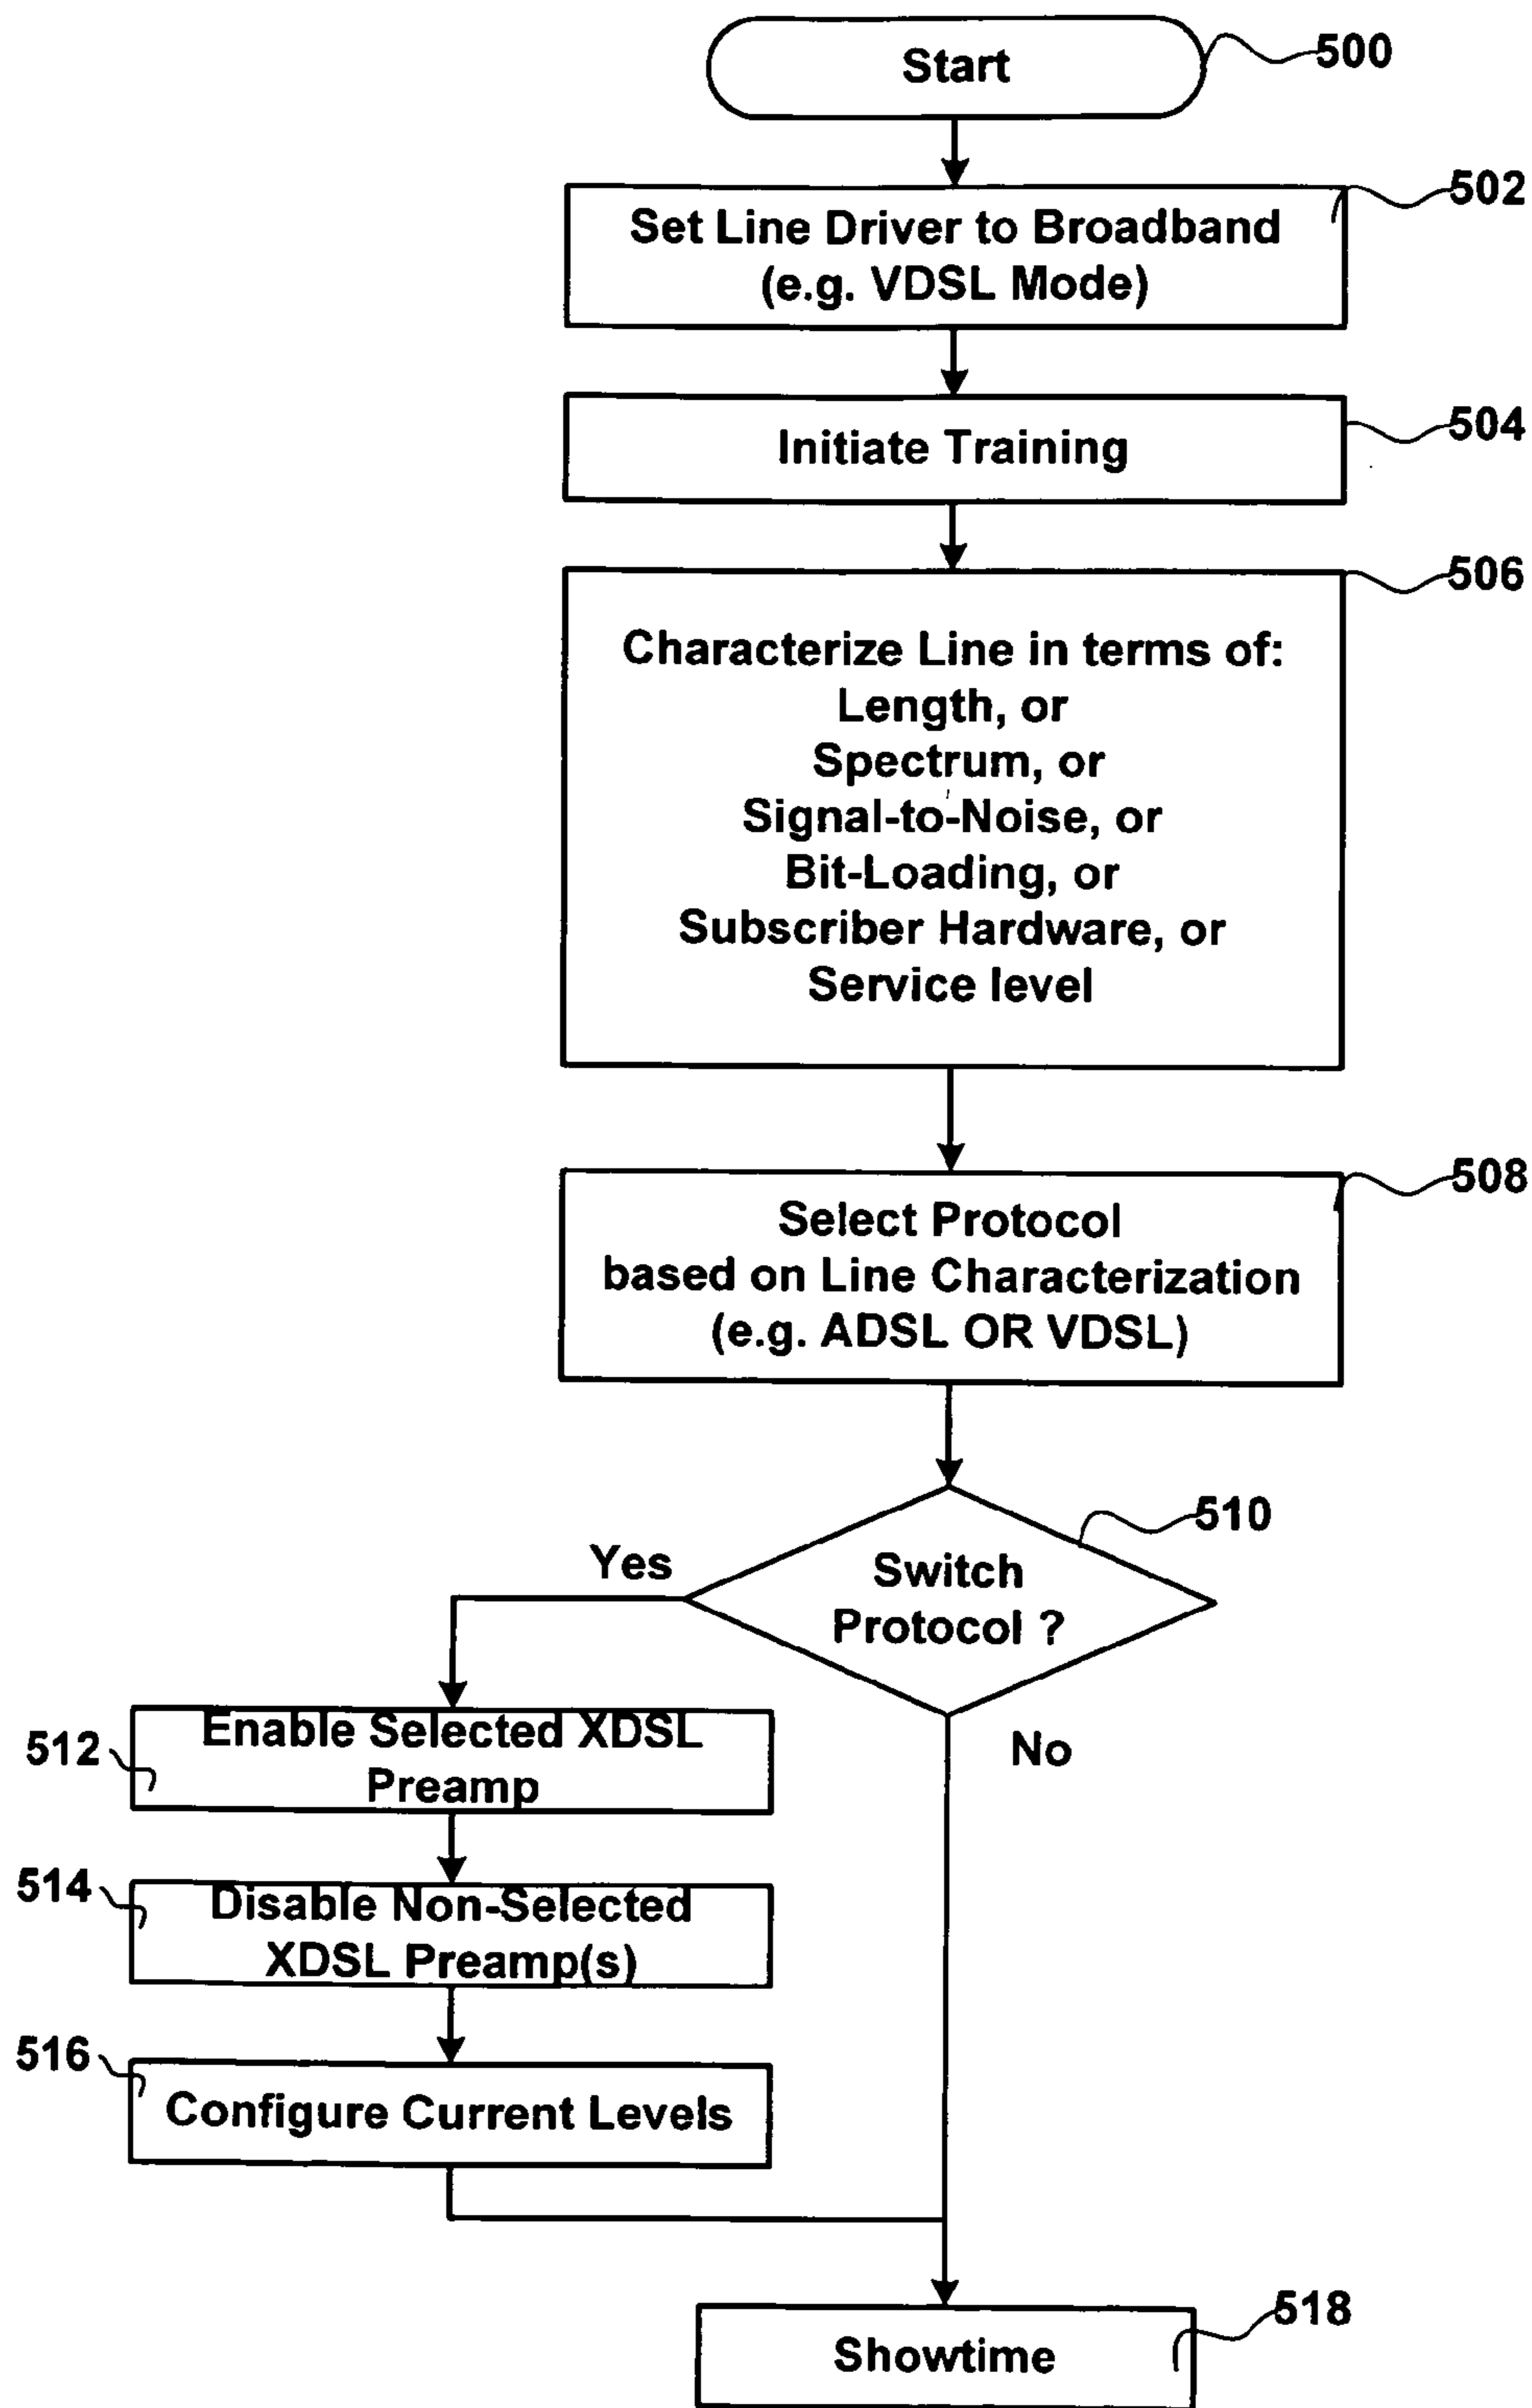 Start
500
Set Line Driver to Broadband
(e.g. VDSL Mode)
502
Initiate Training
504
506
Characterize Line in terms of:
Length, or
Spectrum, or
Signal-to-Noise, or
Bit-Loading, or
Subscriber Hardware, or
Service level
508
Select Protocol
based on Line Characterization
(e.g. ADSL OR VDSL)
510
Switch
Protocol ?
Yes
No
512
Enable Selected XDSL
Preamp
514
Disable Non-Selected
XDSL Preamp(s)
516
Configure Current Levels
518
Showtime